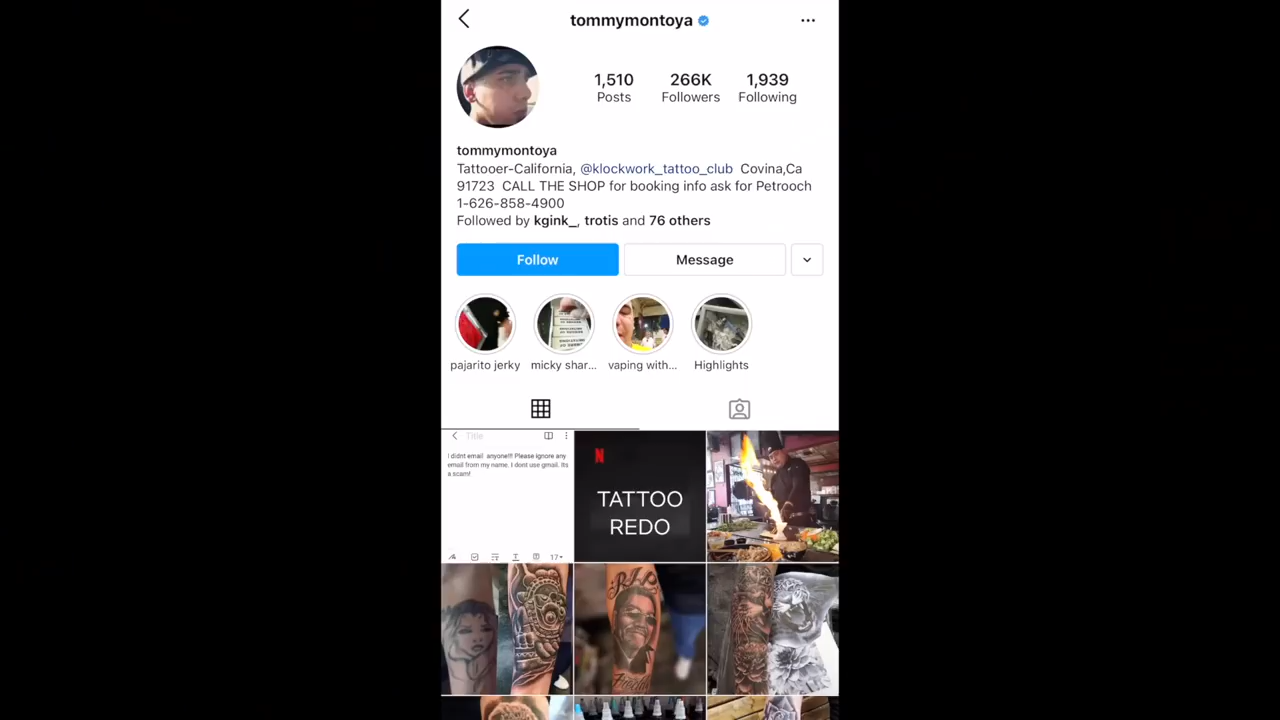 tommymontoya
1,510 266K 1,939
Posts Followers Following
tommymontoya
Tattooer-California, @klockwork_tattoo_club Covina,Ca
91723 CALL THE SHOP for booking info ask for Petrooch
1-626-858-4900
Followed by kgink_, trotis and 76 others
Follow Message
pajarito jerky micky shar... vaping with... Highlights
Title
I didnt email anyone!!! Please ignore any
email from my name. I dont use gmail. Its
a scam!
17
N
TATTOO
REDO
RIP